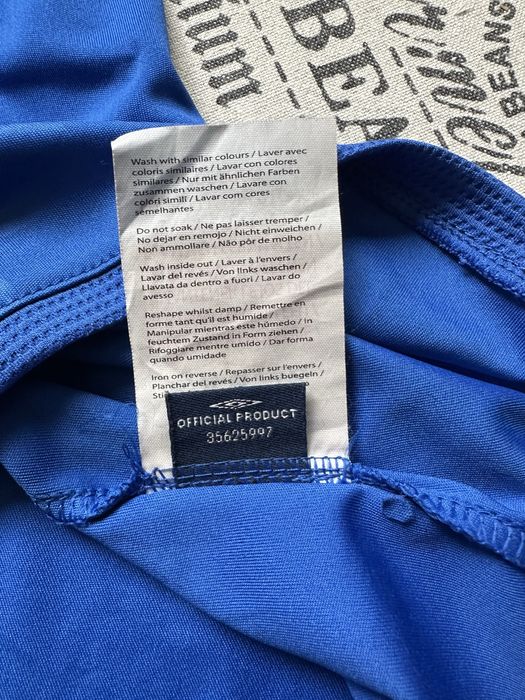 BEANS
BEA
Wash with similar colours / Laver avec
coloris similaires / Lavar con colores
similares / Nur mit ähnlichen Farben
zusammen waschen / Lavare con
colori simili / Lavar com cores
semelhantes
Do not soak / Ne pas laisser tremper /
No dejar en remojo / Nicht einweichen /
Non ammollare / Não pôr de molho
Wash inside out / Laver à l'envers /
Lavar del revés / Von links waschen /
Llavata da dentro a fuori / Lavar do
avesso
Reshape whilst damp / Remettre en
forme tant qu'il est humide /
Manipular mientras este húmedo / In
feuchtem Zustand in Form ziehen /
Rifoggiare mentre umido / Dar forma
quando umidade
Iron on reverse / Repasser sur l'envers /
Planchar del revés / Von links buegeln /
OFFICIAL PRODUCT
35625997